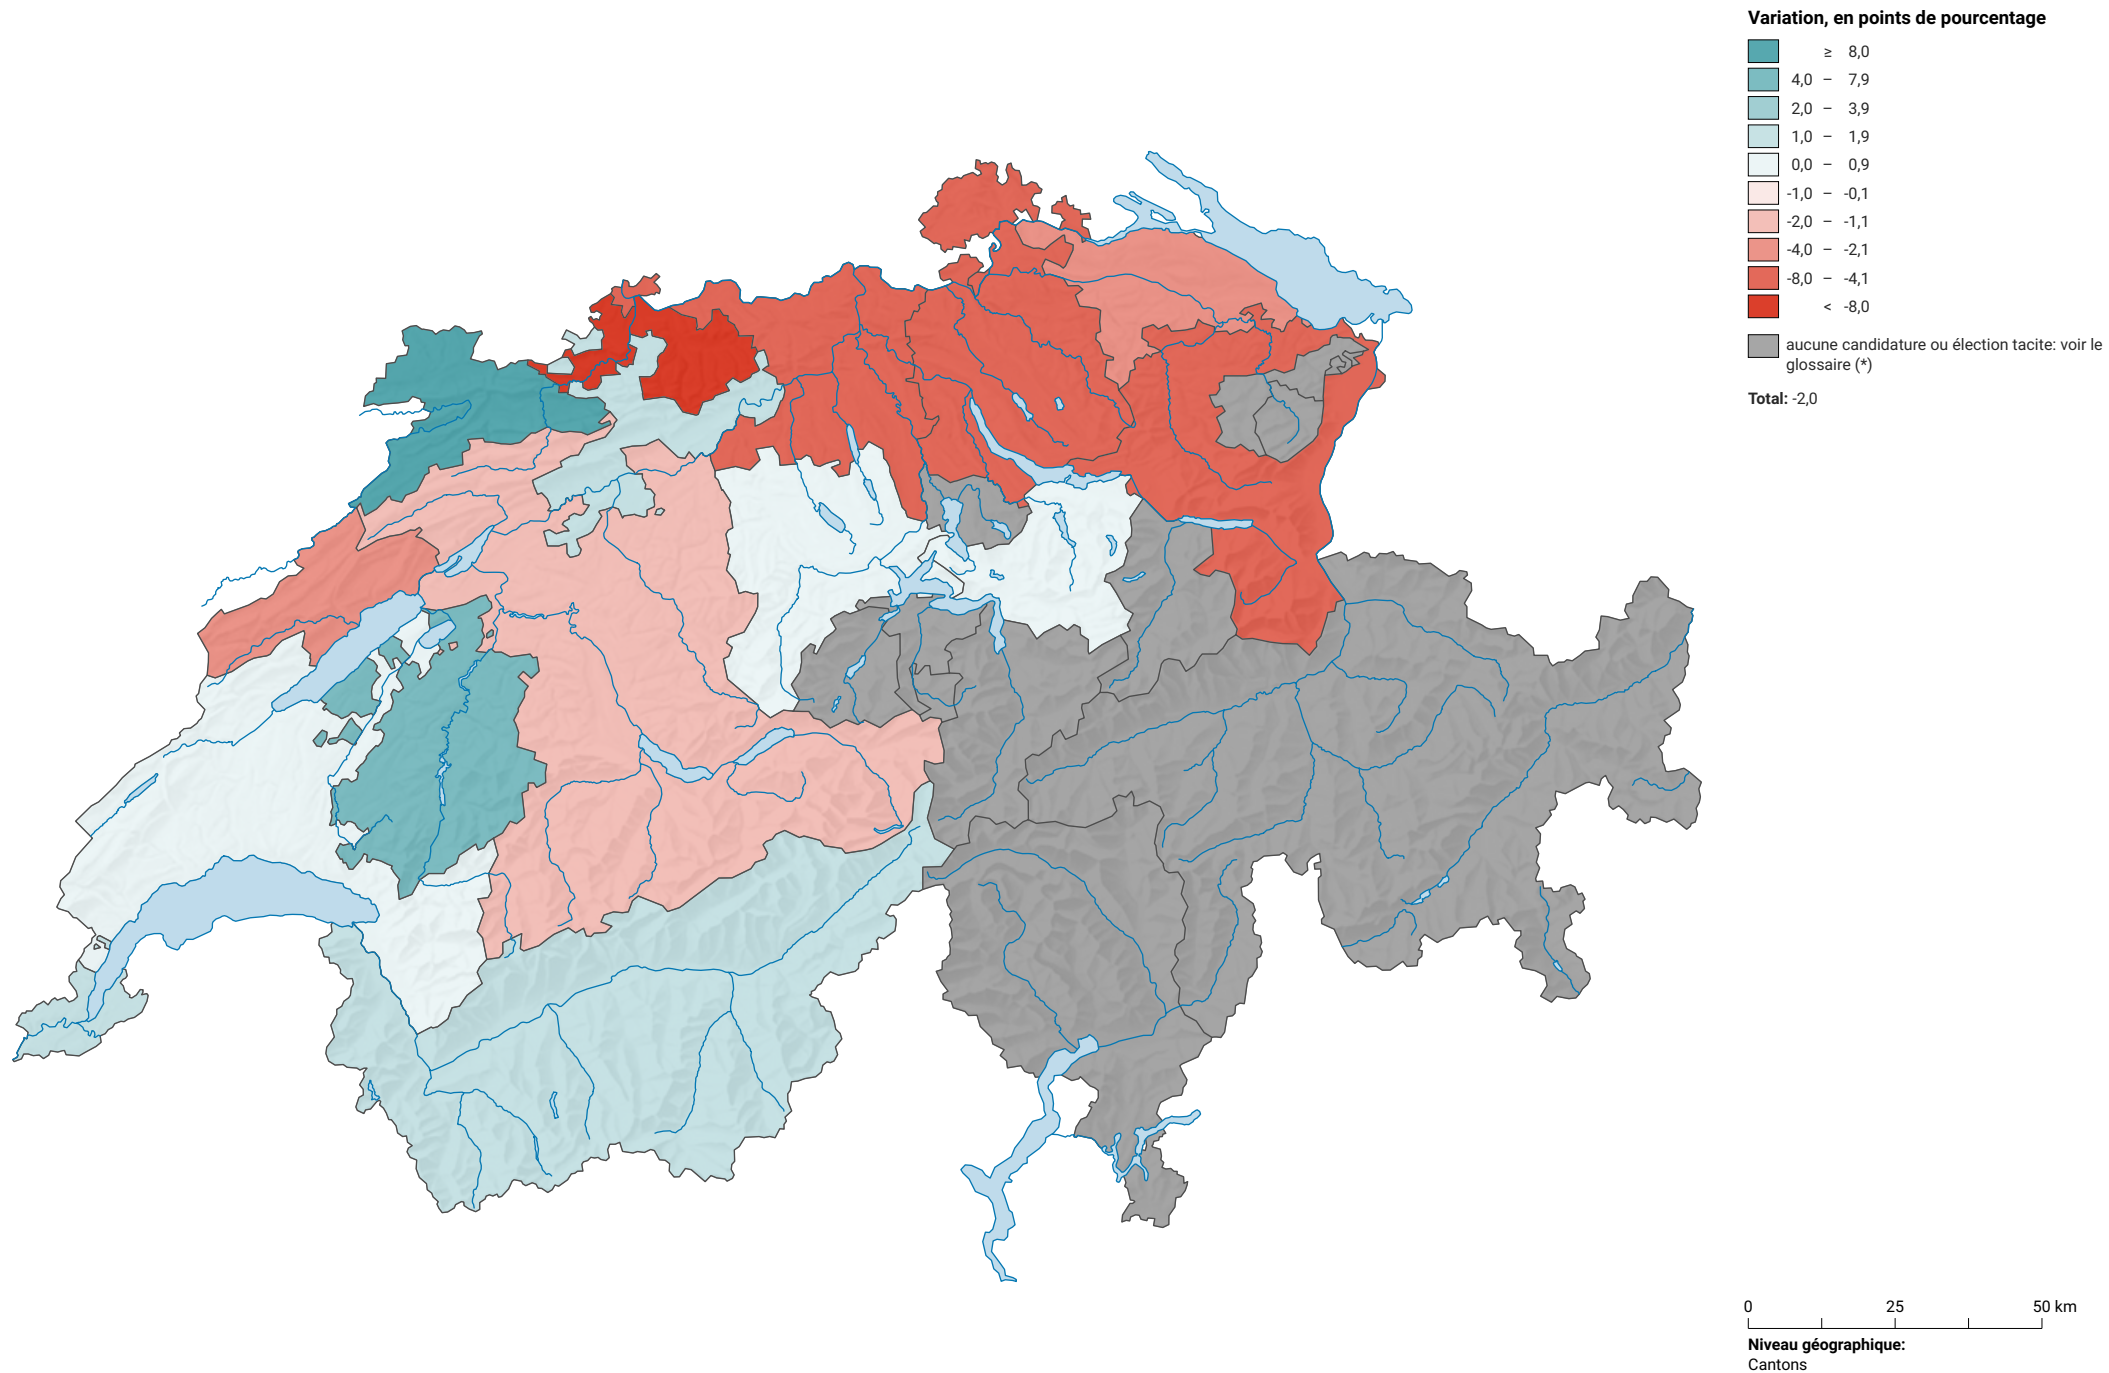 Variation, en points de pourcentage
≥ 8,0
4,0 – 7,9
2,0 – 3,9
1,0 – 1,9
0,0 – 0,9
-1,0 – -0,1
-2,0 – -1,1
-4,0 – -2,1
-8,0 – -4,1
< -8,0
aucune candidature ou élection tacite: voir le
glossaire (*)
Total: -2,0
0 25 50 km
Niveau géographique:
Cantons